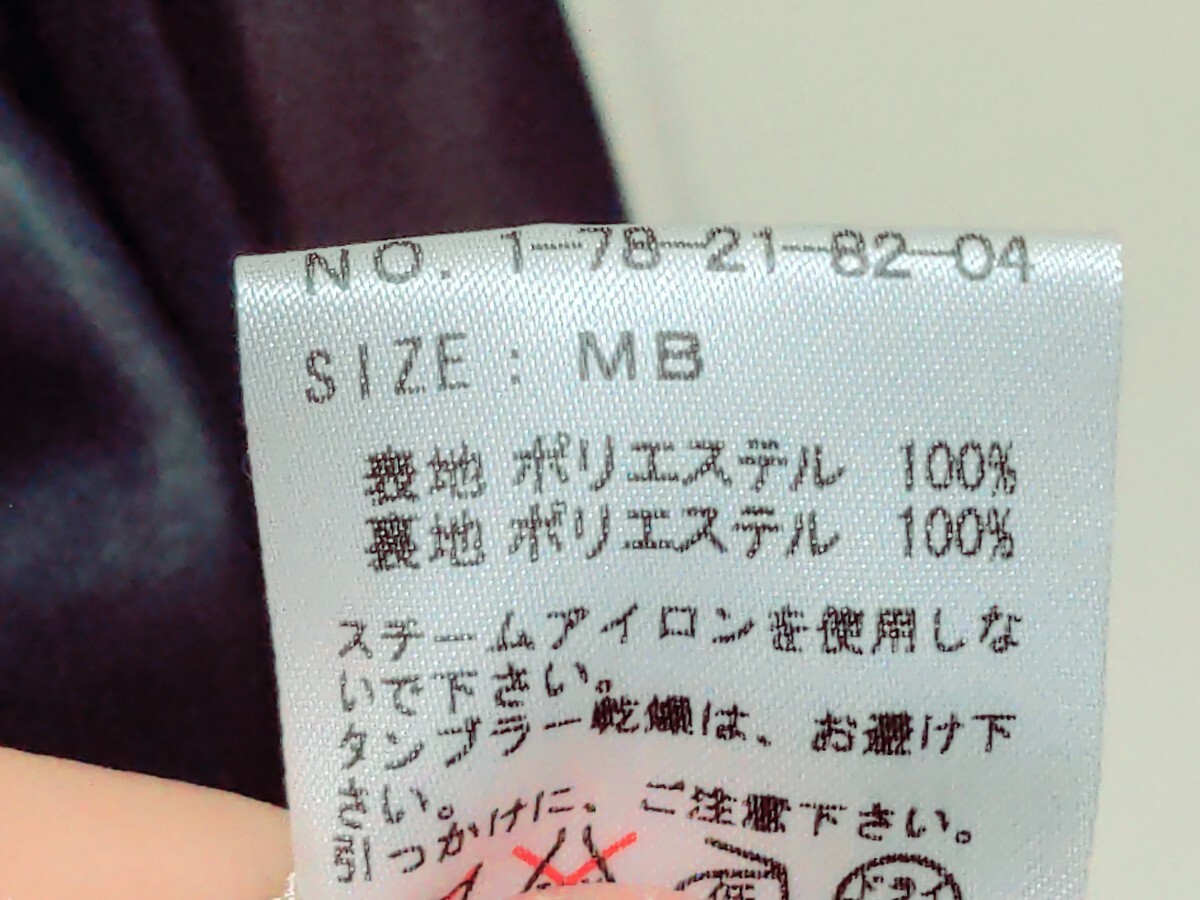 NO. 1-78-21-82-04
SIZE : MB
表地 ポリエステル 100%
裏地 ポリエステル 100%
スチームアイロンを使用しな
いで下さい。
タンブラー乾燥は、お避け下
さい。
引っかけに、ご注意下さい。
ドライ